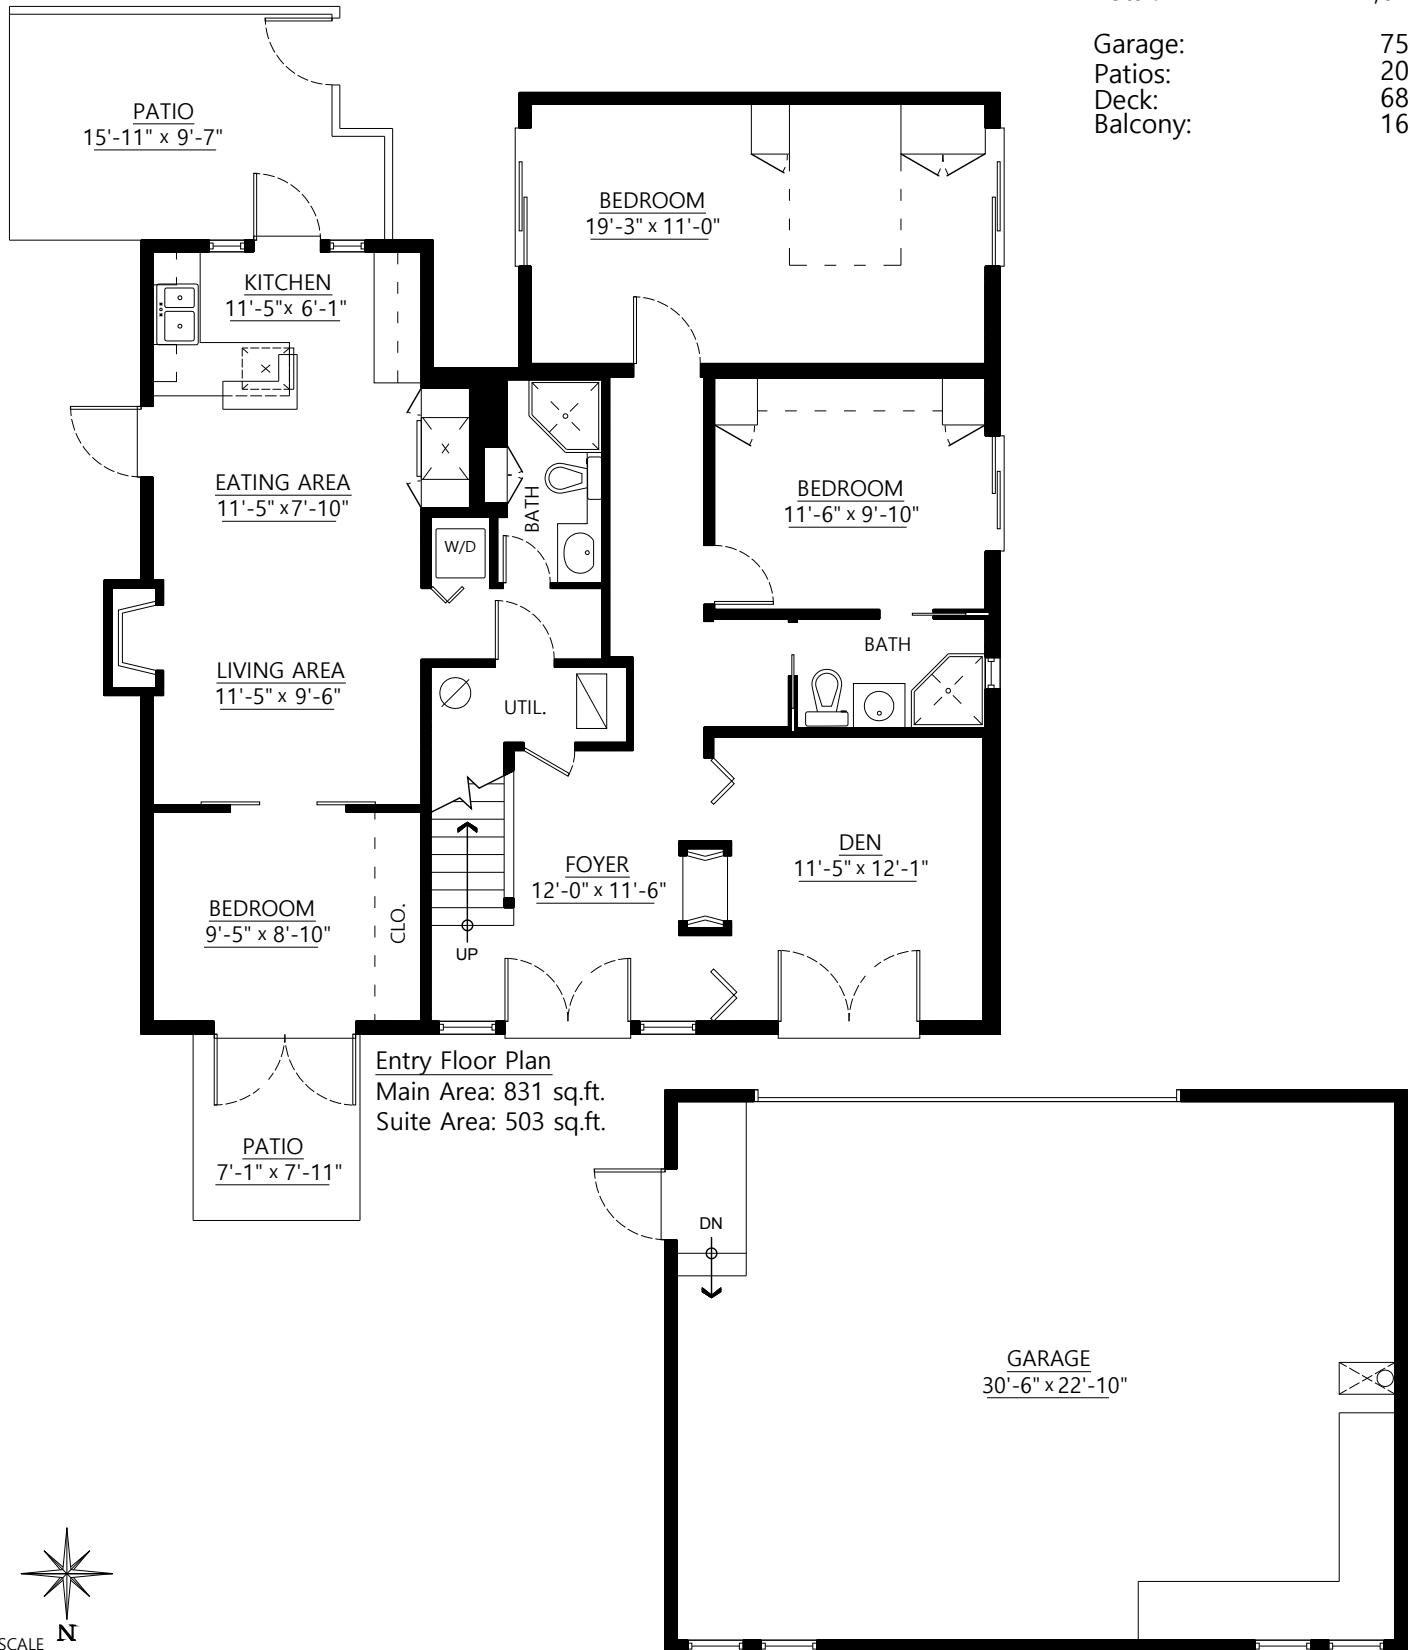 Garage: 75
Patios: 20
Deck: 68
Balcony: 16
PATIO
15'-11" x 9'-7"
BEDROOM
19'-3" x 11'-0"
KITCHEN
11'-5"x 6'-1"
EATING AREA
11'-5" x7'-10"
BATH
W/D
BEDROOM
11'-6" x 9'-10"
BATH
LIVING AREA
11'-5" x 9'-6"
UTIL.
DEN
11'-5" x 12'-1"
FOYER
12'-0" x 11'-6"
BEDROOM
9'-5" x 8'-10"
CLO.
UP
Entry Floor Plan
Main Area: 831 sq.ft.
Suite Area: 503 sq.ft.
PATIO
7'-1" x 7'-11"
DN
GARAGE
30'-6" x 22'-10"
N
SCALE